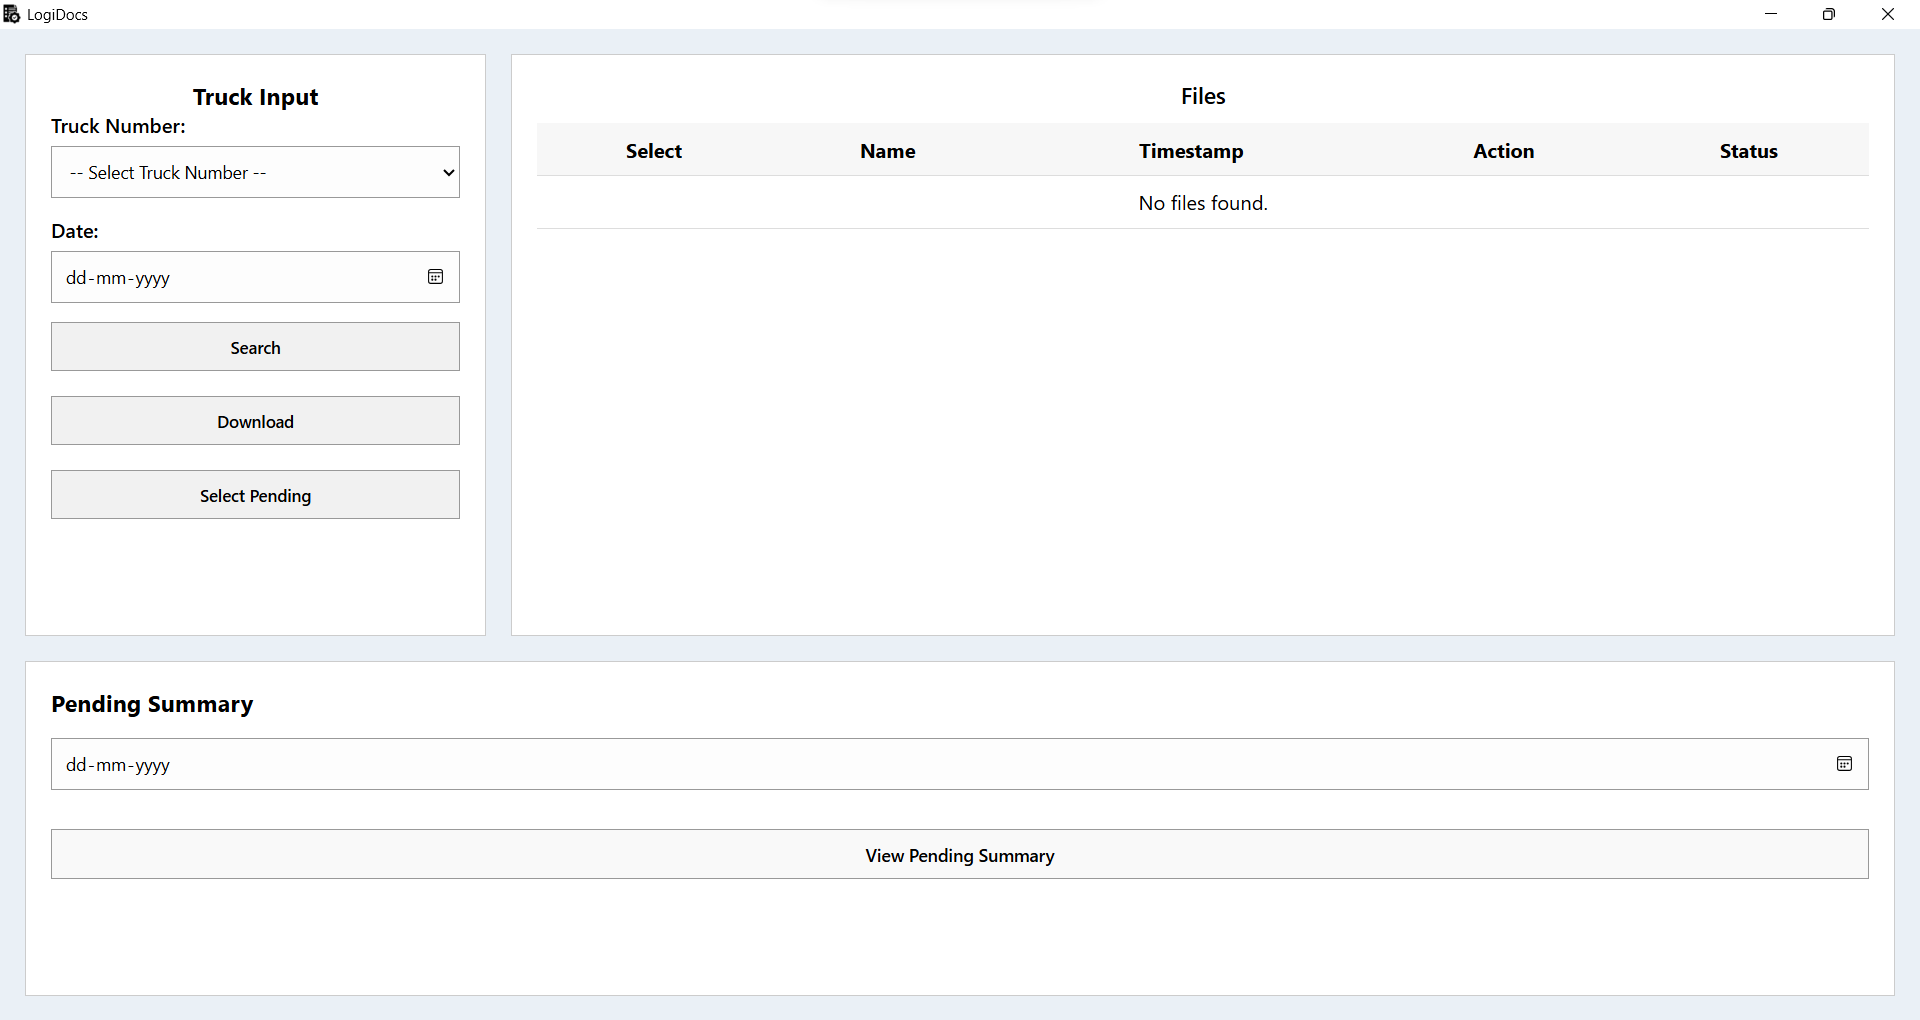 LogiDocs
Truck Input
Truck Number:
-- Select Truck Number --
Date:
dd-mm-yyyy
Search
Download
Select Pending
Files
Select Name Timestamp Action Status
No files found.
Pending Summary
dd-mm-yyyy
View Pending Summary